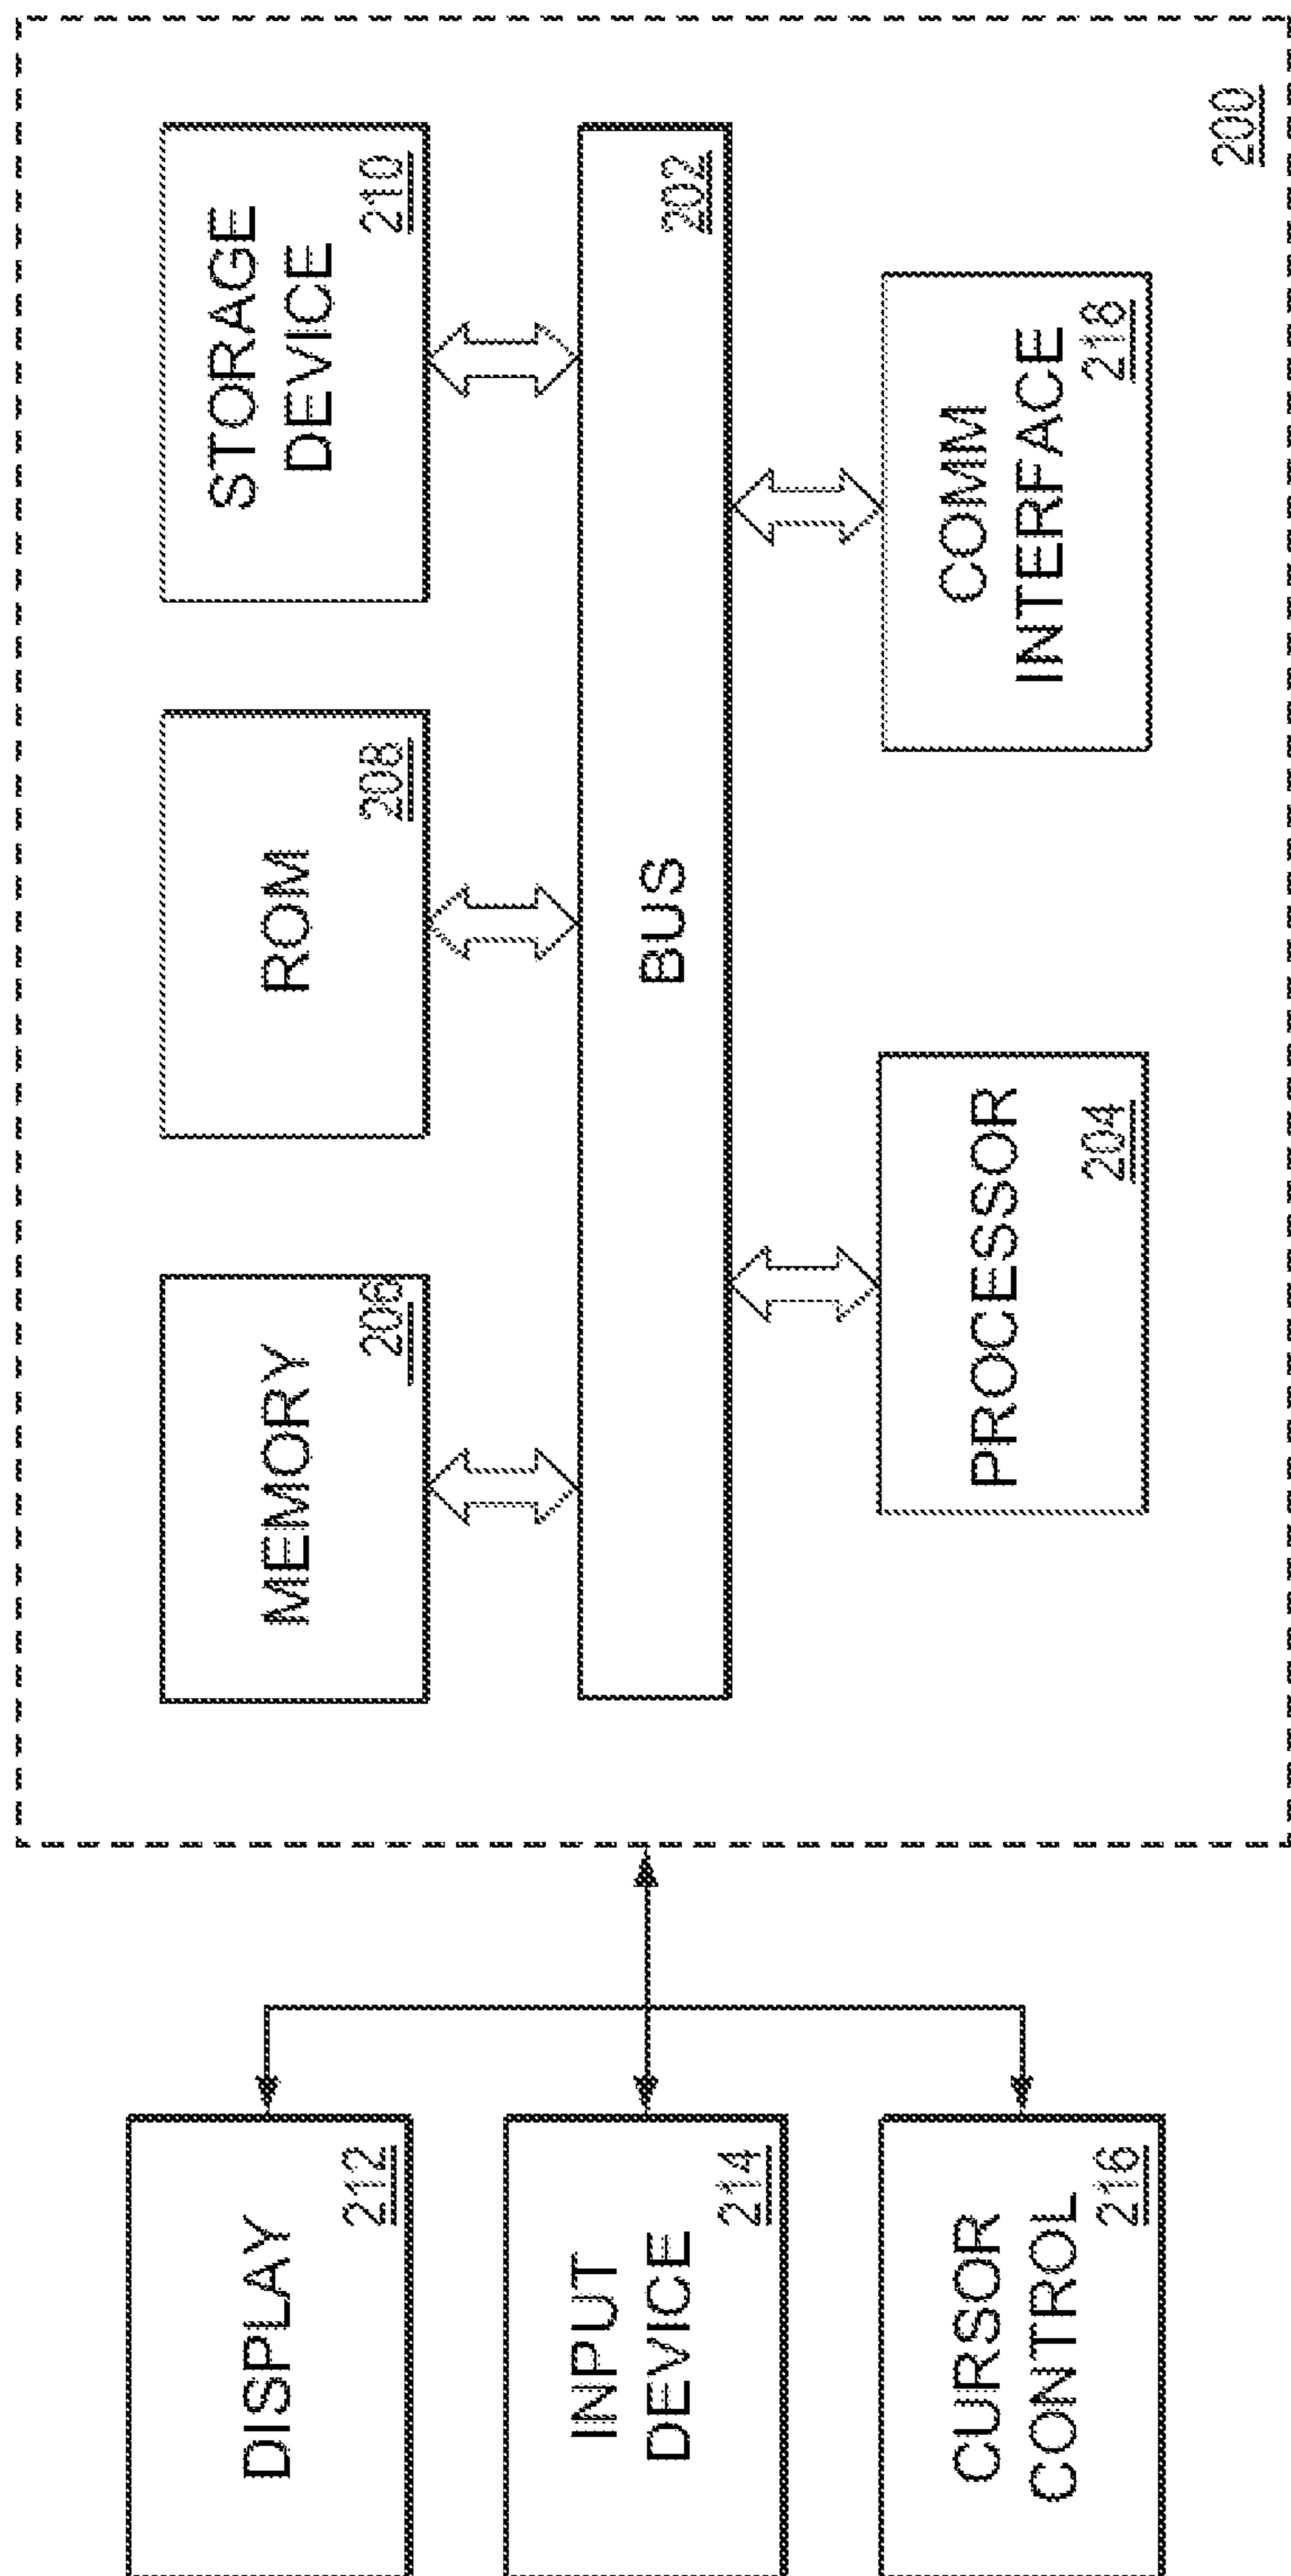 DISPLAY
212
INPUT
DEVICE
214
CURSOR
CONTROL
216
MEMORY
206
ROM
208
STORAGE
DEVICE
210
BUS
202
PROCESSOR
204
COMM
INTERFACE
218
200